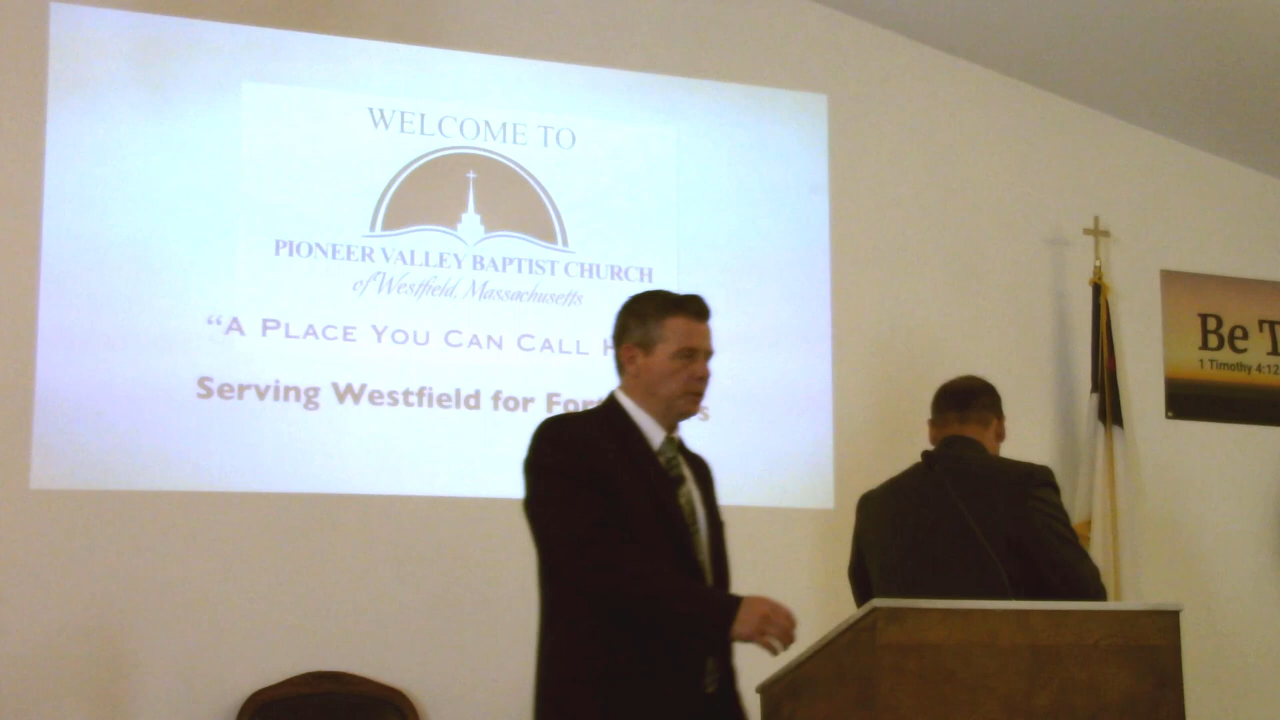 WELCOME TO
PIONEER VALLEY BAPTIST CHURCH
of Westfield, Massachusetts
“A PLACE YOU CAN CALL
Serving Westfield for
Be
1 Timothy 4:12